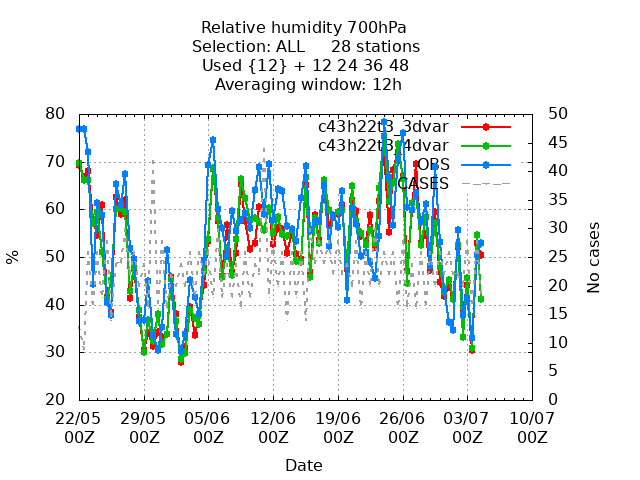 Relative humidity 700hPa
Selection: ALL 28 stations
Used {12} + 12 24 36 48
Averaging window: 12h
c43h22t3_3dvar
c43h22t3_4dvar
OBS
CASES
80
70
60
50
40
30
20
%
50
45
40
35
30
25
20
15
10
5
0
No cases
22/05 29/05 05/06 12/06 19/06 26/06 03/07 10/07
00Z 00Z 00Z 00Z 00Z 00Z 00Z 00Z
Date